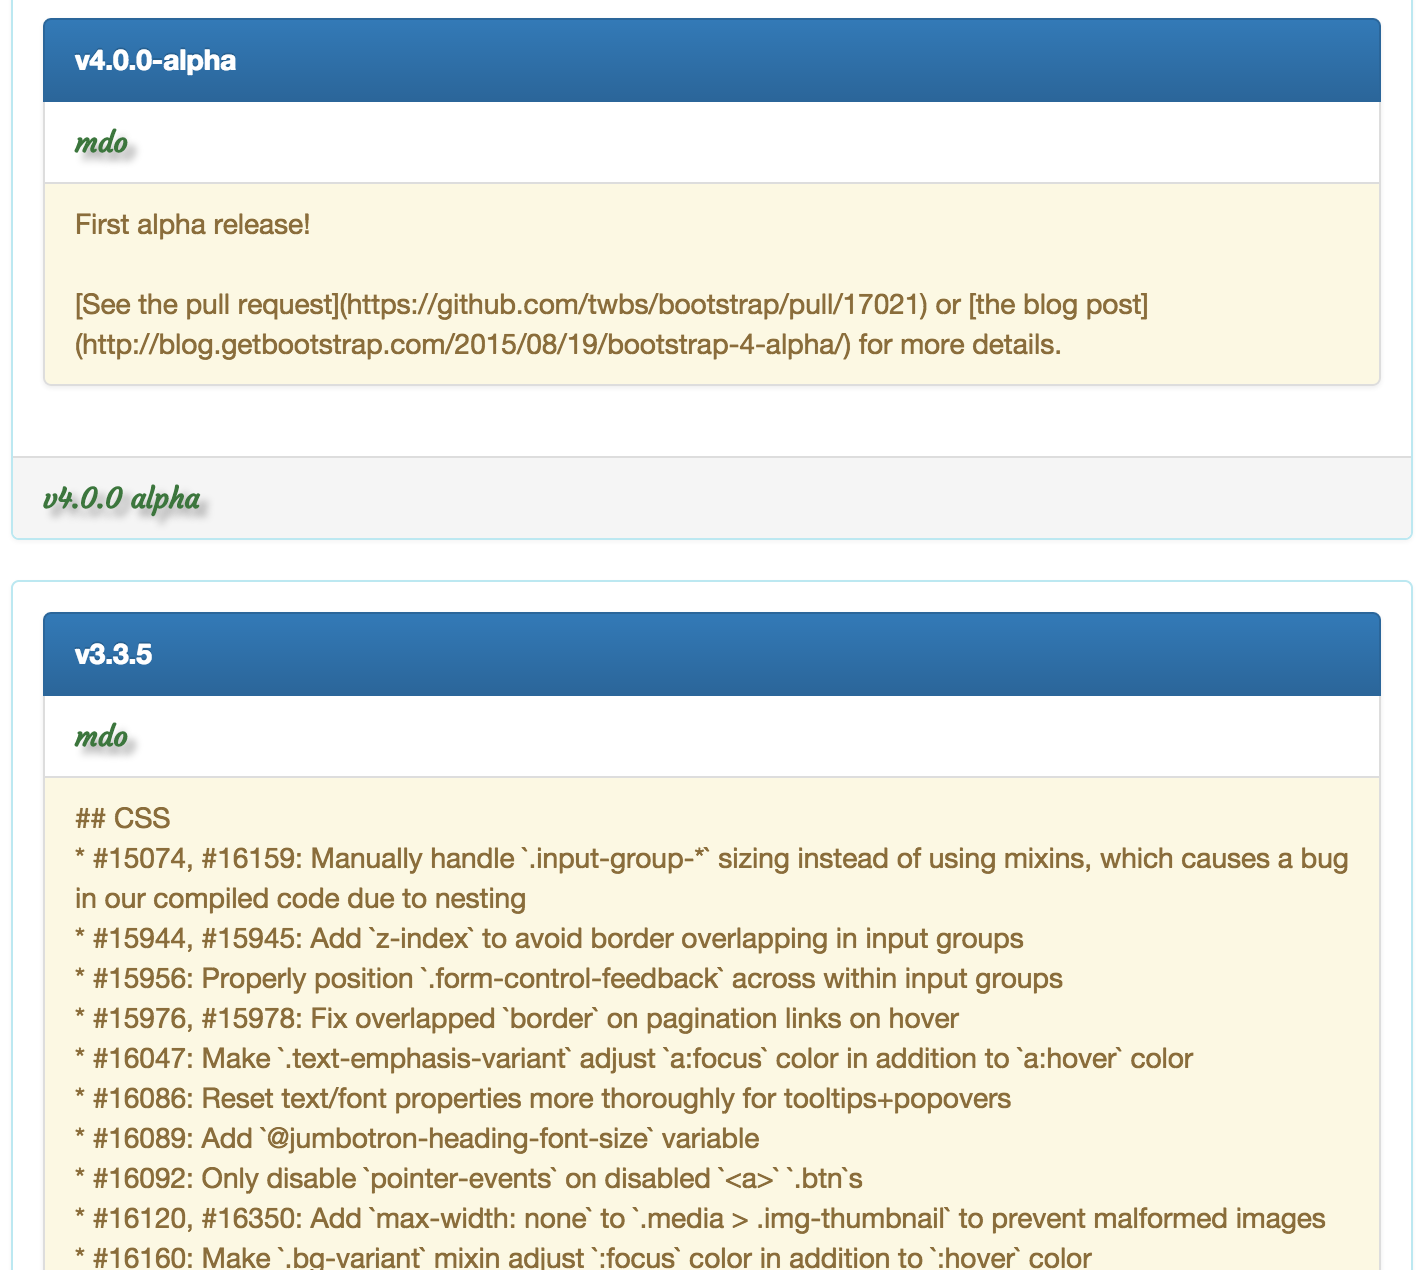 v4.0.0-alpha
mdo
First alpha release!
[See the pull request](https://github.com/twbs/bootstrap/pull/17021) or [the blog post]
(http://blog.getbootstrap.com/2015/08/19/bootstrap-4-alpha/) for more details.
v4.0.0 alpha
v3.3.5
mdo
## CSS
* #15074, #16159: Manually handle `.input-group-*` sizing instead of using mixins, which causes a bug
in our compiled code due to nesting
* #15944, #15945: Add `z-index` to avoid border overlapping in input groups
* #15956: Properly position `.form-control-feedback` across within input groups
* #15976, #15978: Fix overlapped `border` on pagination links on hover
* #16047: Make `.text-emphasis-variant` adjust `a:focus` color in addition to `a:hover` color
* #16086: Reset text/font properties more thoroughly for tooltips+popovers
* #16089: Add `@jumbotron-heading-font-size` variable
* #16092: Only disable `pointer-events` on disabled `<a>` `.btn`s
* #16120, #16350: Add `max-width: none` to `.media > .img-thumbnail` to prevent malformed images
* #16160: Make `.bg-variant` mixin adjust `:focus` color in addition to `:hover` color